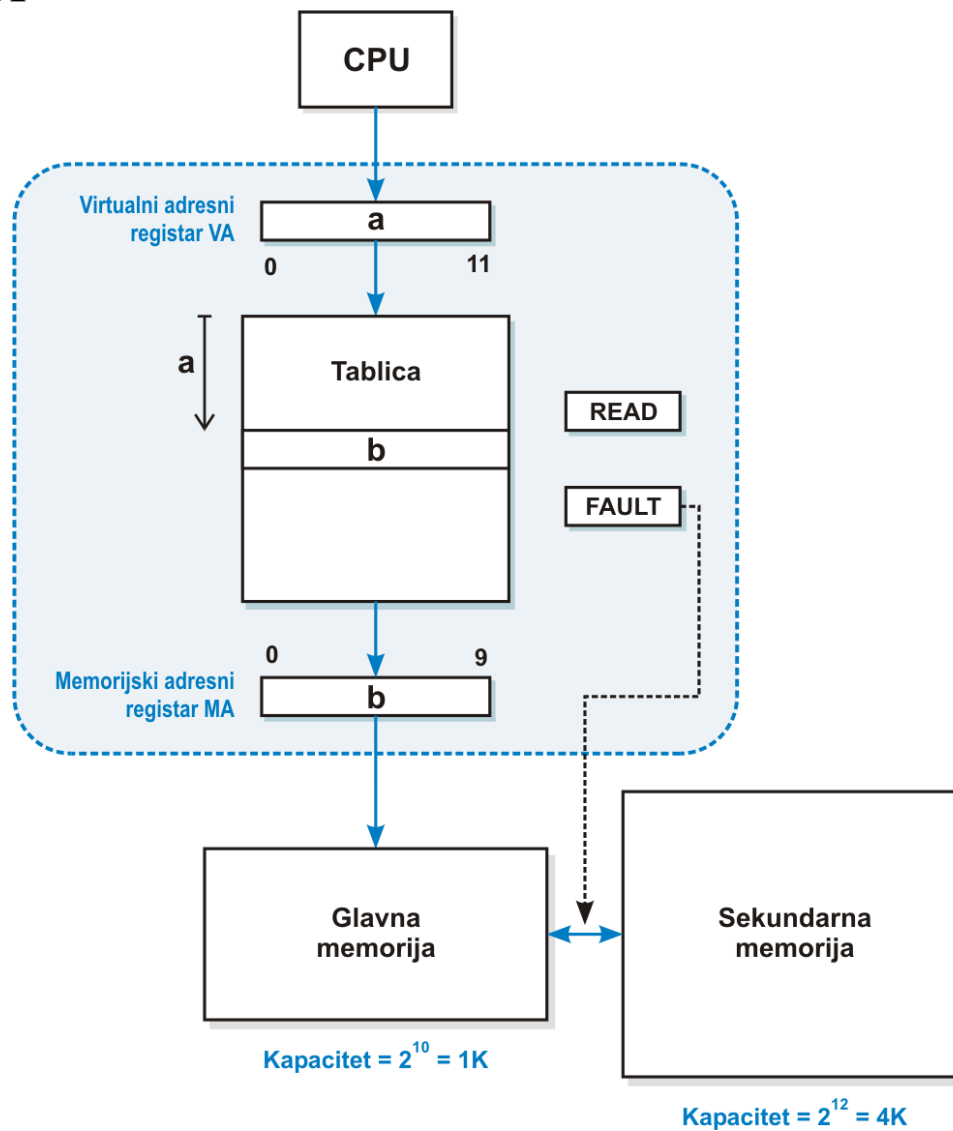 CPU
Virtualni adresni
registar VA
a
0
11
a
Tablica
READ
b
FAULT
0
9
Memorijski adresni
registar MA
b
Glavna
memorija
Sekundarna
memorija
Kapacitet = 2^10 = 1K
Kapacitet = 2^12 = 4K